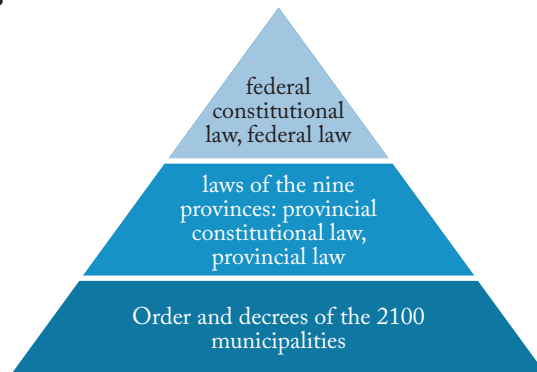 federal
constitutional
law, federal law
laws of the nine
provinces: provincial
constitutional law,
provincial law
Order and decrees of the 2100
municipalities